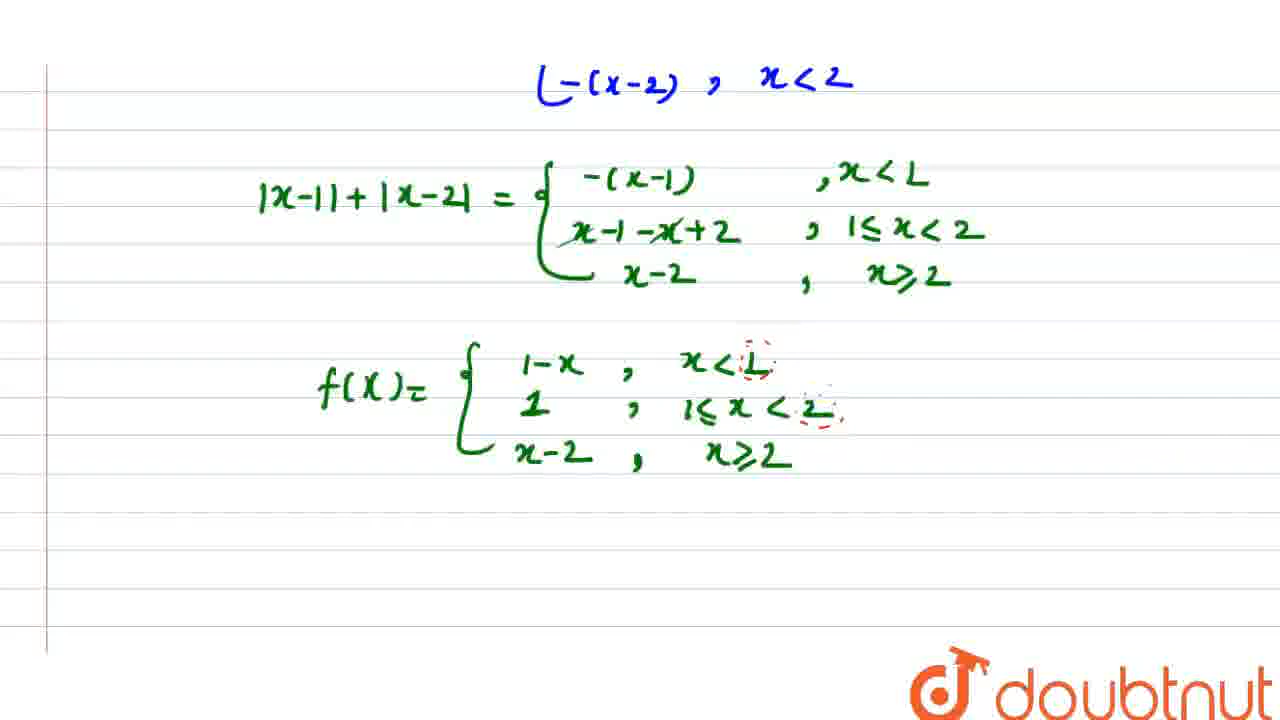 -(x-2) , x<2
|x-1|+|x-2| = { -(x-1) , x<1
x-1-x+2 , 1≤x<2
x-2 , x≥2
f(x)= { 1-x , x<1
1 , 1≤x<2
x-2 , x≥2
doubtnut